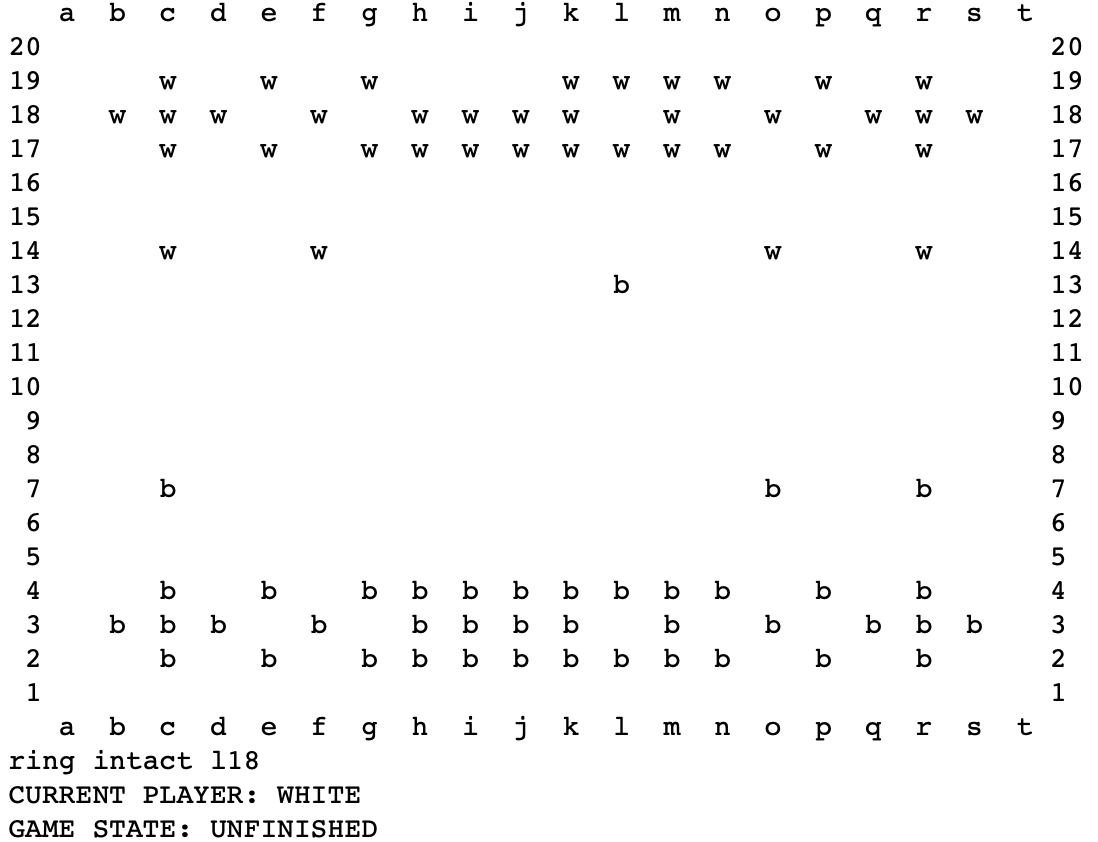 a b c d e f g h i j k l m n o p q r s t
20 20
19 w w w w w w w w w 19
18 w w w w w w w w w w w w w 18
17 w w w w w w w w w w w w 17
16 16
15 15
14 w w w w 14
13 b 13
12 12
11 11
10 10
9 9
8 8
7 b b b 7
6 6
5 5
4 b b b b b b b b b b b b 4
3 b b b b b b b b b b b b b 3
2 b b b b b b b b b b b b 2
1 1
a b c d e f g h i j k l m n o p q r s t
ring intact l18
CURRENT PLAYER: WHITE
GAME STATE: UNFINISHED